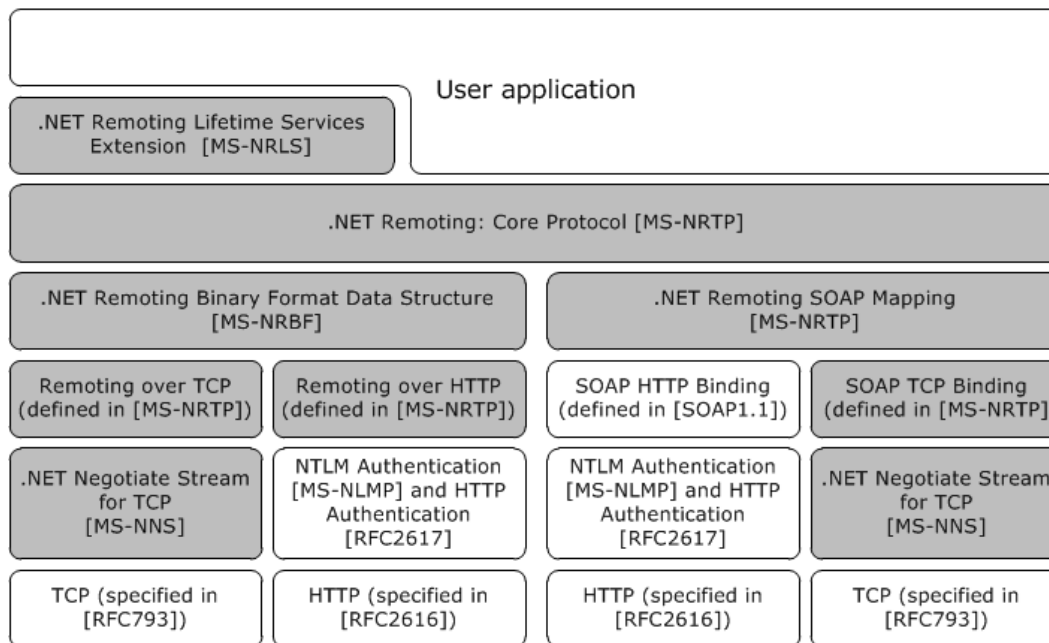 User application
.NET Remoting Lifetime Services
Extension [MS-NRLS]
.NET Remoting: Core Protocol [MS-NRTP]
.NET Remoting Binary Format Data Structure
[MS-NRBF]
.NET Remoting SOAP Mapping
[MS-NRTP]
Remoting over TCP
(defined in [MS-NRTP])
Remoting over HTTP
(defined in [MS-NRTP])
SOAP HTTP Binding
(defined in [SOAP1.1])
SOAP TCP Binding
(defined in [MS-NRTP]
.NET Negotiate Stream
for TCP
[MS-NNS]
NTLM Authentication
[MS-NLMP] and HTTP
Authentication
[RFC2617]
NTLM Authentication
[MS-NLMP] and HTTP
Authentication
[RFC2617]
.NET Negotiate Stream
for TCP
[MS-NNS]
TCP (specified in
[RFC793])
HTTP (specified in
[RFC2616])
HTTP (specified in
[RFC2616])
TCP (specified in
[RFC793])